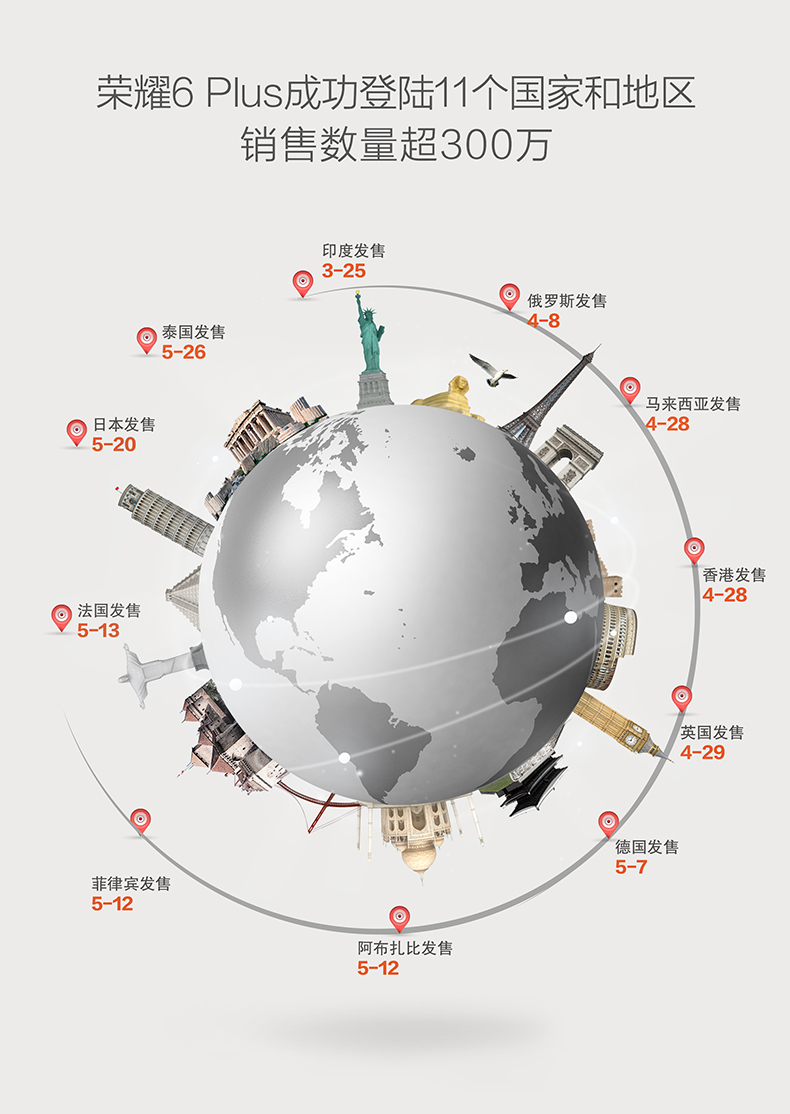 荣耀6 Plus成功登陆11个国家和地区
销售数量超300万
印度发售
3-25
俄罗斯发售
4-8
马来西亚发售
4-28
香港发售
4-28
英国发售
4-29
德国发售
5-7
阿布扎比发售
5-12
菲律宾发售
5-12
法国发售
5-13
日本发售
5-20
泰国发售
5-26